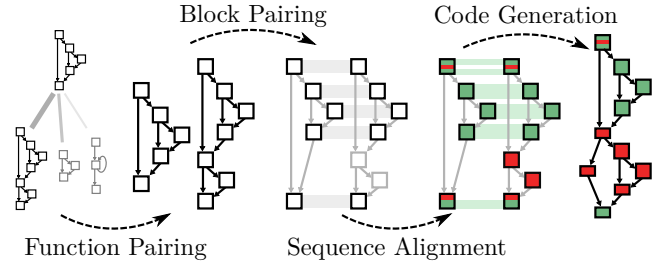 Block Pairing
Code Generation
Function Pairing
Sequence Alignment